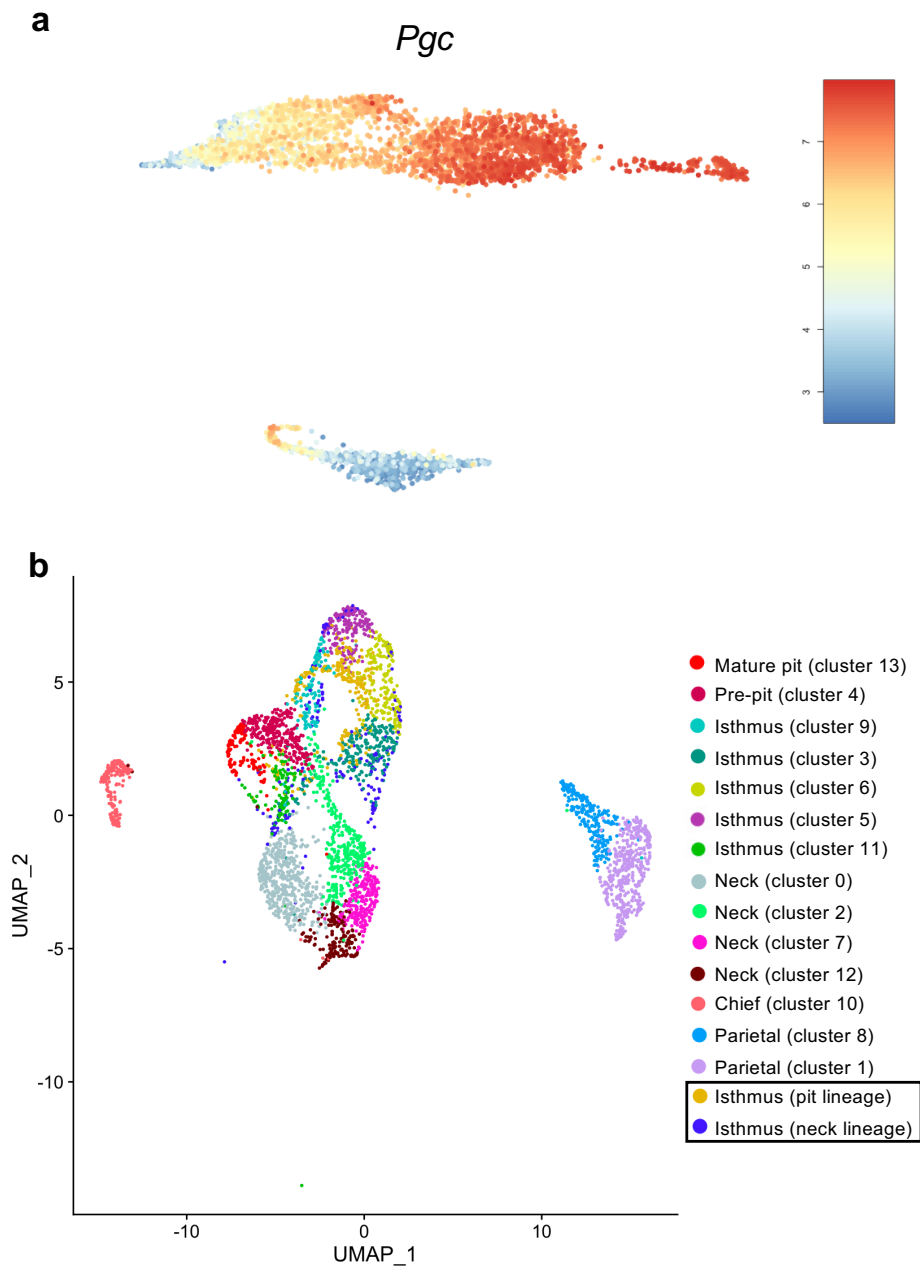 a
Pgc
7
6
5
4
3
b
UMAP_2
5
0
-5
-10
-10
0
10
UMAP_1
Mature pit (cluster 13)
Pre-pit (cluster 4)
Isthmus (cluster 9)
Isthmus (cluster 3)
Isthmus (cluster 6)
Isthmus (cluster 5)
Isthmus (cluster 11)
Neck (cluster 0)
Neck (cluster 2)
Neck (cluster 7)
Neck (cluster 12)
Chief (cluster 10)
Parietal (cluster 8)
Parietal (cluster 1)
Isthmus (pit lineage)
Isthmus (neck lineage)